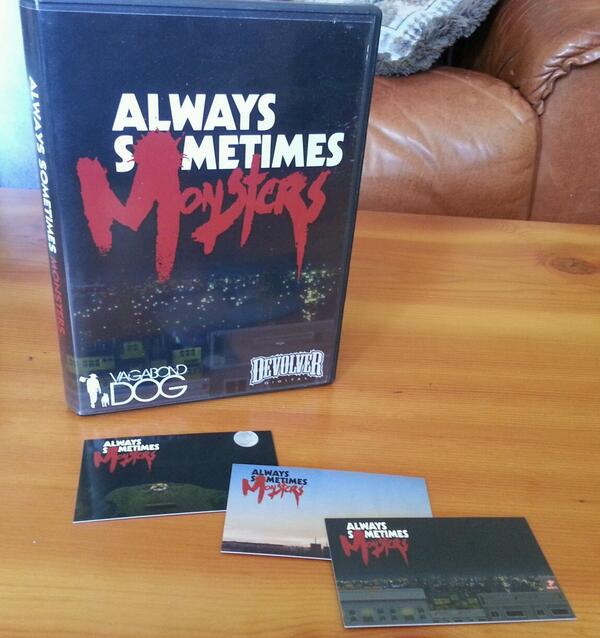 ALWAYS SOMETIMES MONSTERS
ALWAYS
SOMETIMES
MONSTERS
VAGABOND
DOG
DEVOLVER
DIGITAL
ALWAYS
SOMETIMES
MONSTERS
ALWAYS
SOMETIMES
MONSTERS
ALWAYS
SOMETIMES
MONSTERS